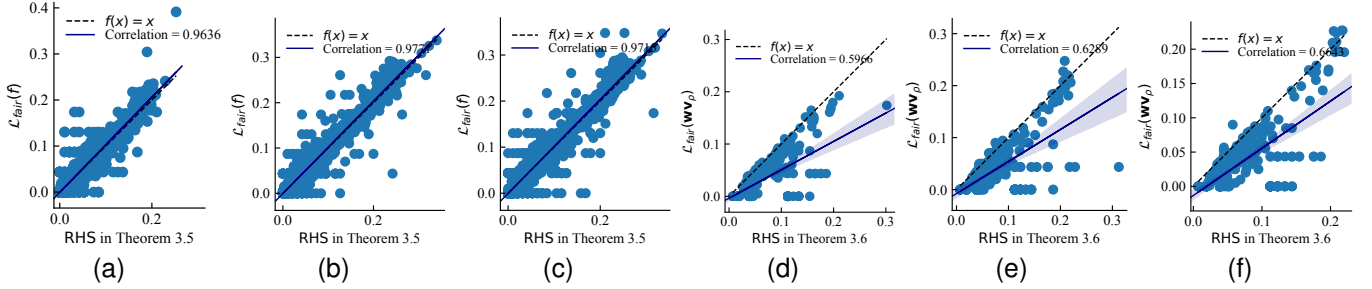 0.4
0.3
0.2
0.1
0.0
ℒ_fair(f)
f(x) = x
Correlation = 0.9636
0.0
0.2
RHS in Theorem 3.5
(a)
0.3
0.2
0.1
0.0
ℒ_fair(f)
f(x) = x
0.0
0.2
RHS in Theorem 3.5
(b)
0.3
0.2
0.1
0.0
ℒ_fair(f)
f(x) = x
0.0
0.2
RHS in Theorem 3.5
(c)
0.3
0.2
0.1
0.0
ℒ_fair(wv_ρ)
f(x) = x
Correlation = 0.5966
0.0
0.1
0.2
0.3
RHS in Theorem 3.6
(d)
0.3
0.2
0.1
0.0
ℒ_fair(wv_ρ)
f(x) = x
Correlation = 0.6289
0.0
0.1
0.2
0.3
RHS in Theorem 3.6
(e)
0.20
0.15
0.10
0.05
0.00
ℒ_fair(wv_ρ)
f(x) = x
Correlation = 0.6643
0.0
0.1
0.2
RHS in Theorem 3.6
(f)